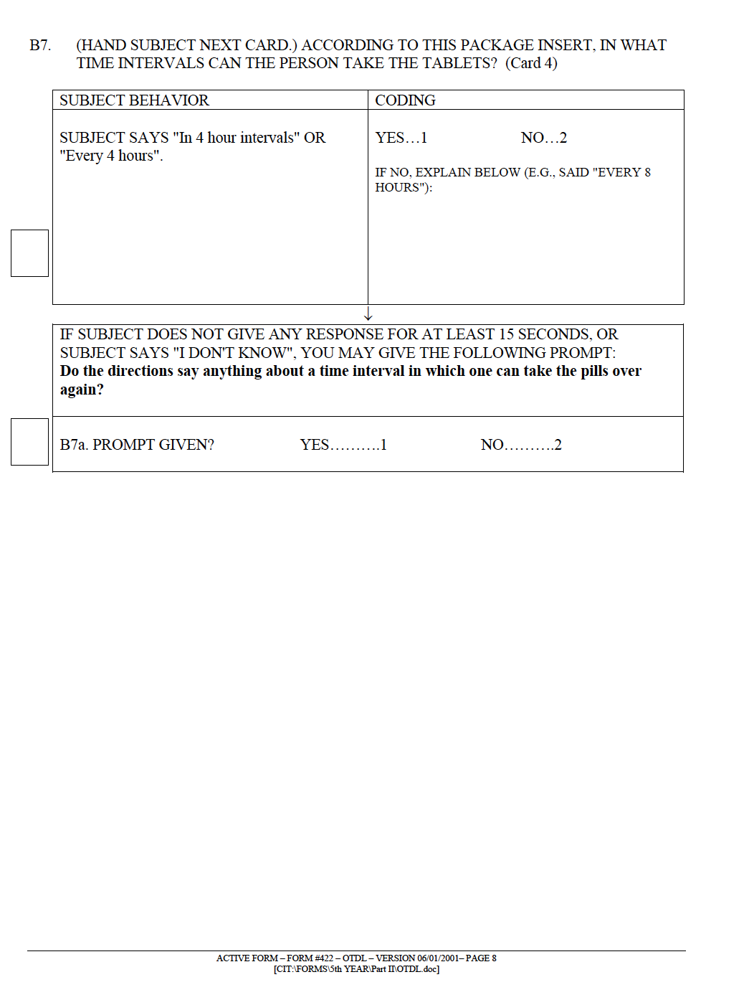 B7. (HAND SUBJECT NEXT CARD.) ACCORDING TO THIS PACKAGE INSERT, IN WHAT
TIME INTERVALS CAN THE PERSON TAKE THE TABLETS? (Card 4)
SUBJECT BEHAVIOR CODING
SUBJECT SAYS "In 4 hour intervals" OR
"Every 4 hours".
YES…1 NO…2
IF NO, EXPLAIN BELOW (E.G., SAID "EVERY 8
HOURS"):
↓
IF SUBJECT DOES NOT GIVE ANY RESPONSE FOR AT LEAST 15 SECONDS, OR
SUBJECT SAYS "I DON'T KNOW", YOU MAY GIVE THE FOLLOWING PROMPT:
Do the directions say anything about a time interval in which one can take the pills over
again?
B7a. PROMPT GIVEN? YES……….1 NO……….2
ACTIVE FORM – FORM #422 – OTDL – VERSION 06/01/2001– PAGE 8
[CIT:\FORMS\5th YEAR\Part II\OTDL.doc]